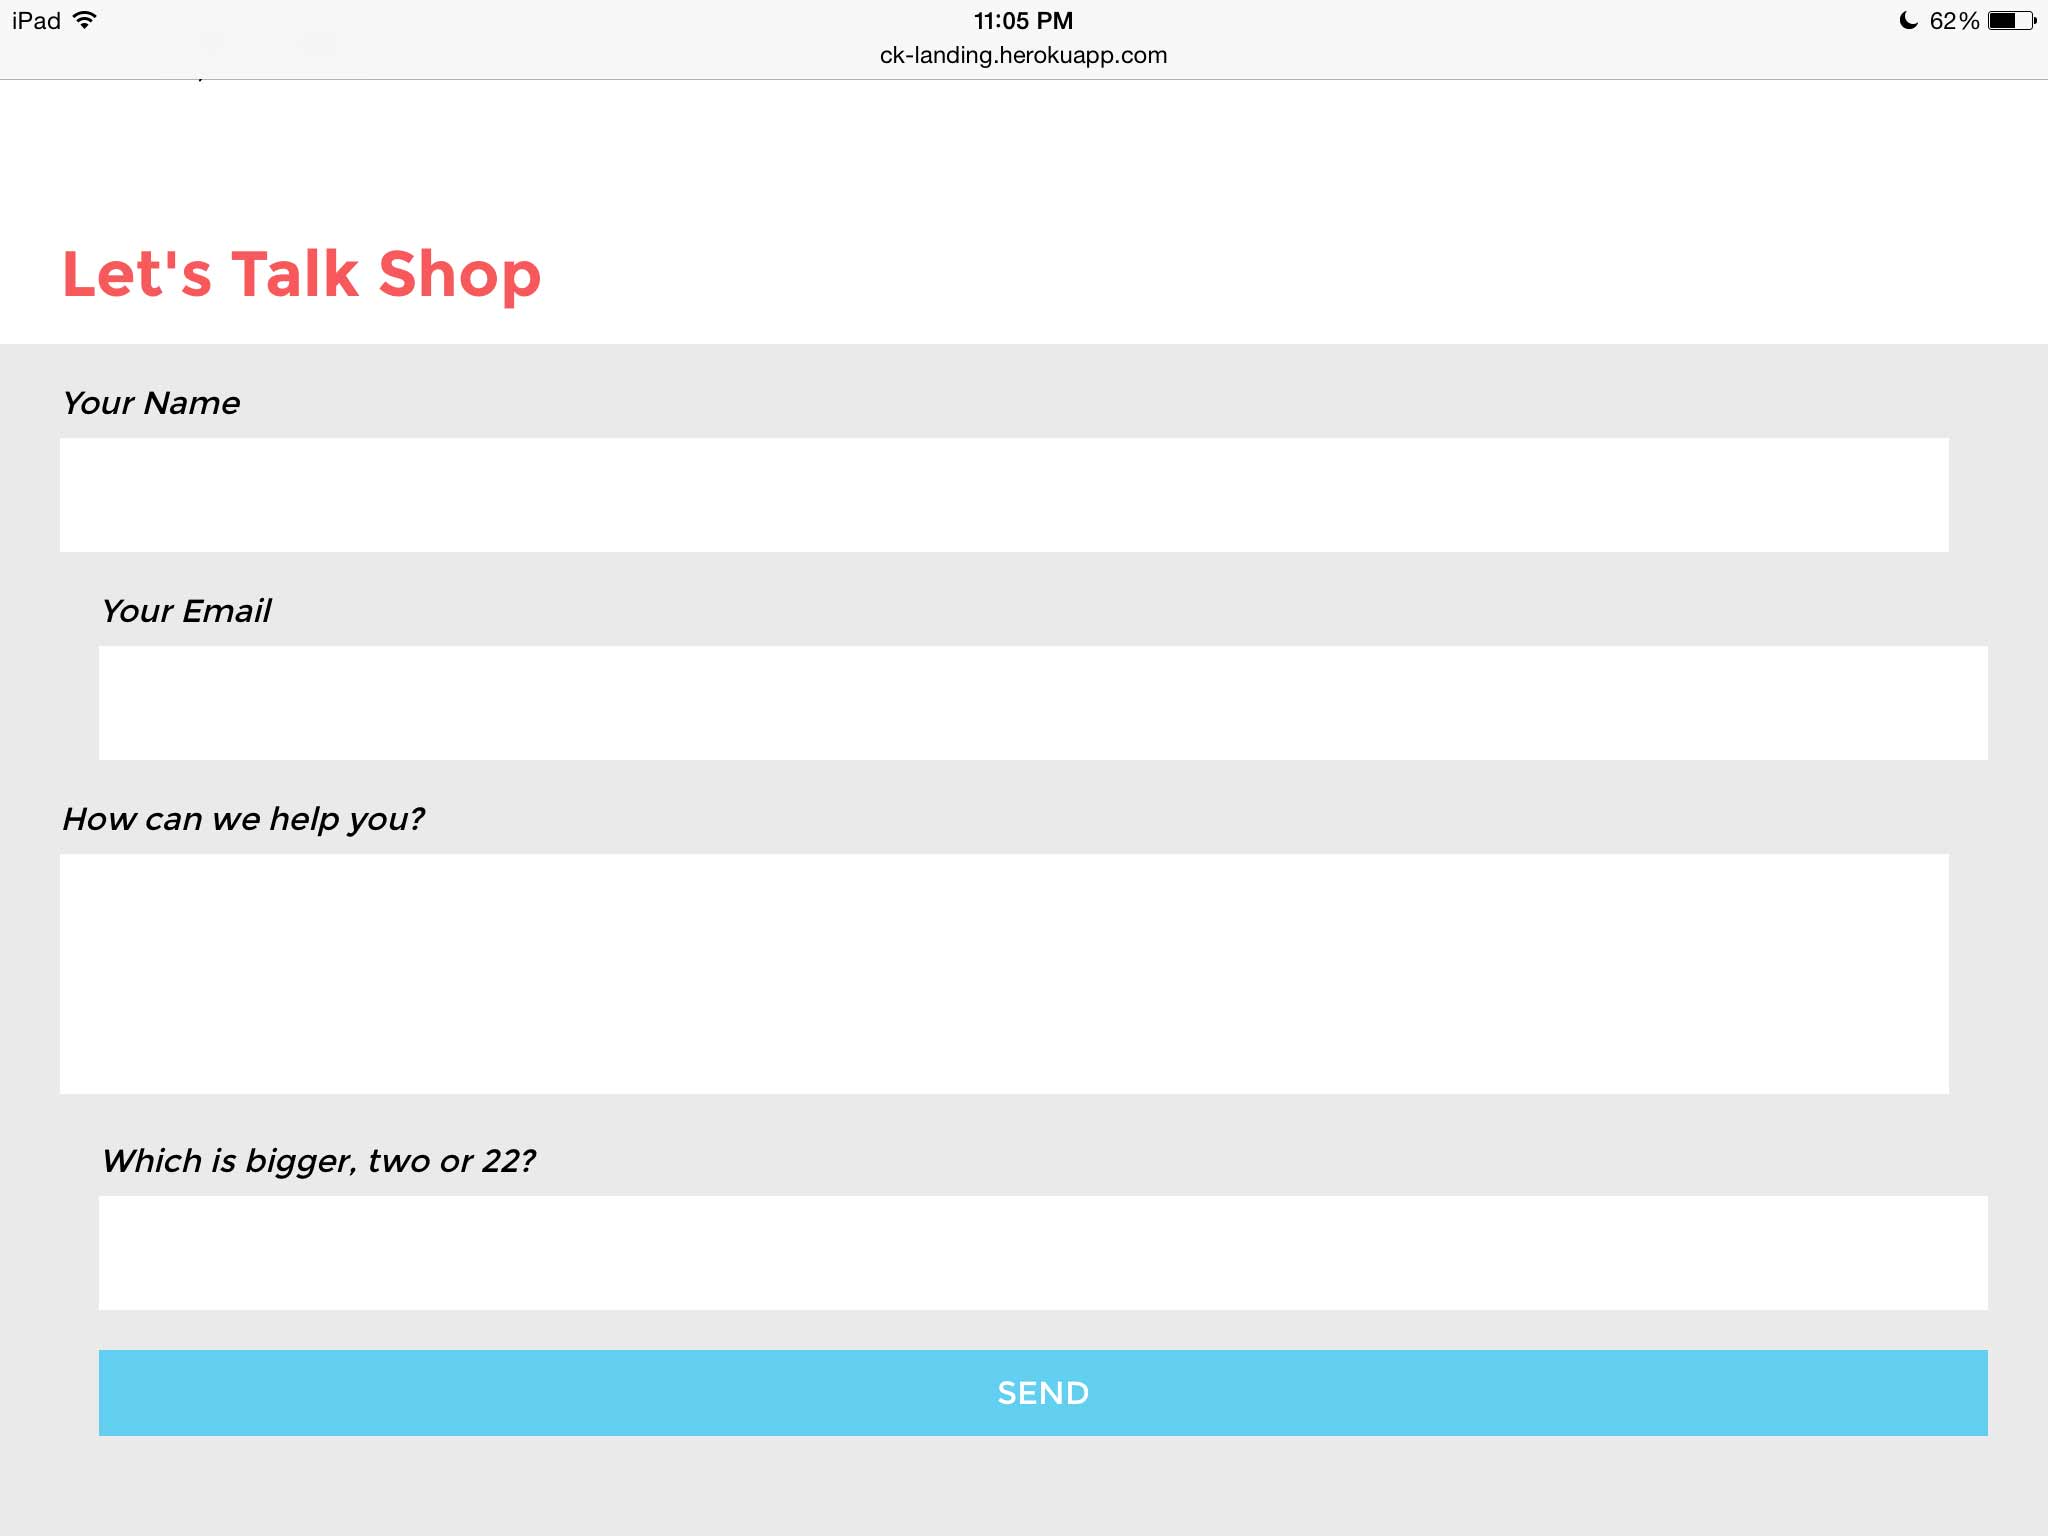 iPad 11:05 PM 62%
ck-landing.herokuapp.com
Let's Talk Shop
Your Name
Your Email
How can we help you?
Which is bigger, two or 22?
SEND